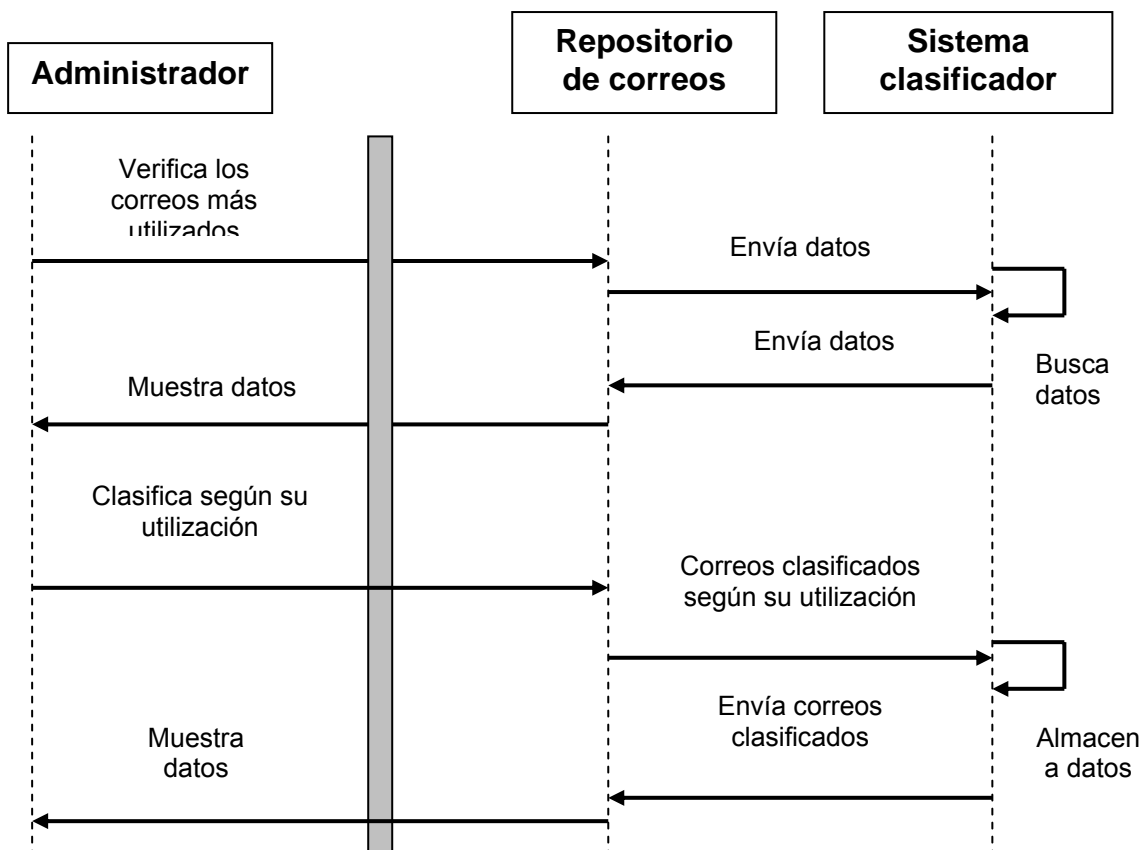 Administrador
Repositorio
de correos
Sistema
clasificador
Verifica los
correos más
utilizados
Envía datos
Envía datos
Busca
datos
Muestra datos
Clasifica según su
utilización
Correos clasificados
según su utilización
Envía correos
clasificados
Muestra
datos
Almacen
a datos